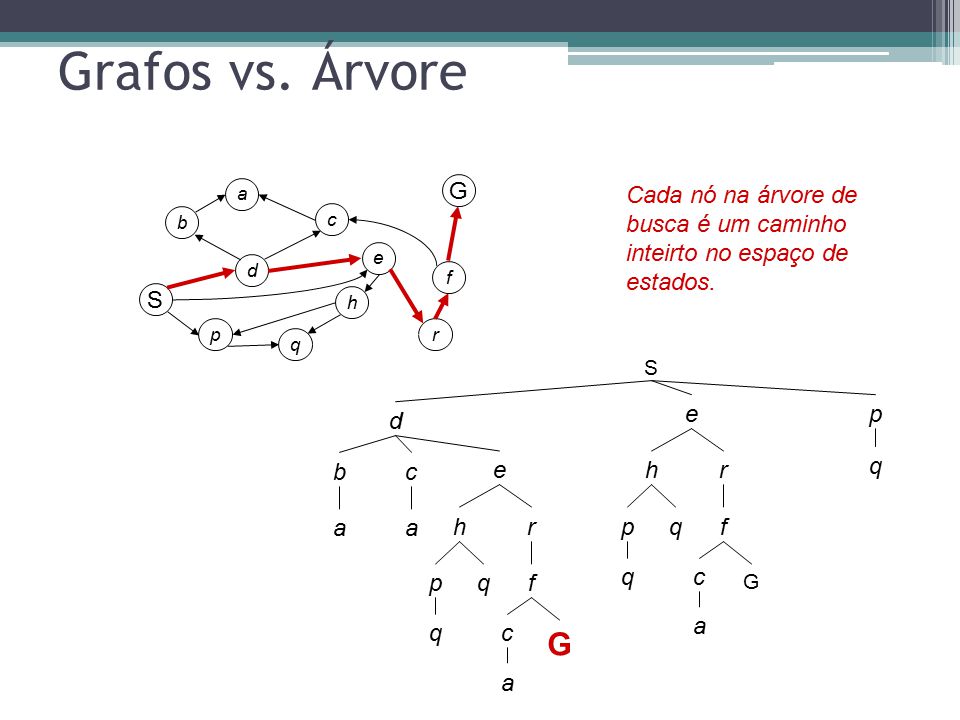 Grafos vs. Árvore
a
G
b
c
d
e
f
S
h
p
q
r
Cada nó na árvore de
busca é um caminho
inteirto no espaço de
estados.
S
d e p
b c e h r q
a a h r p q f
p q f q c G
q c G a
a